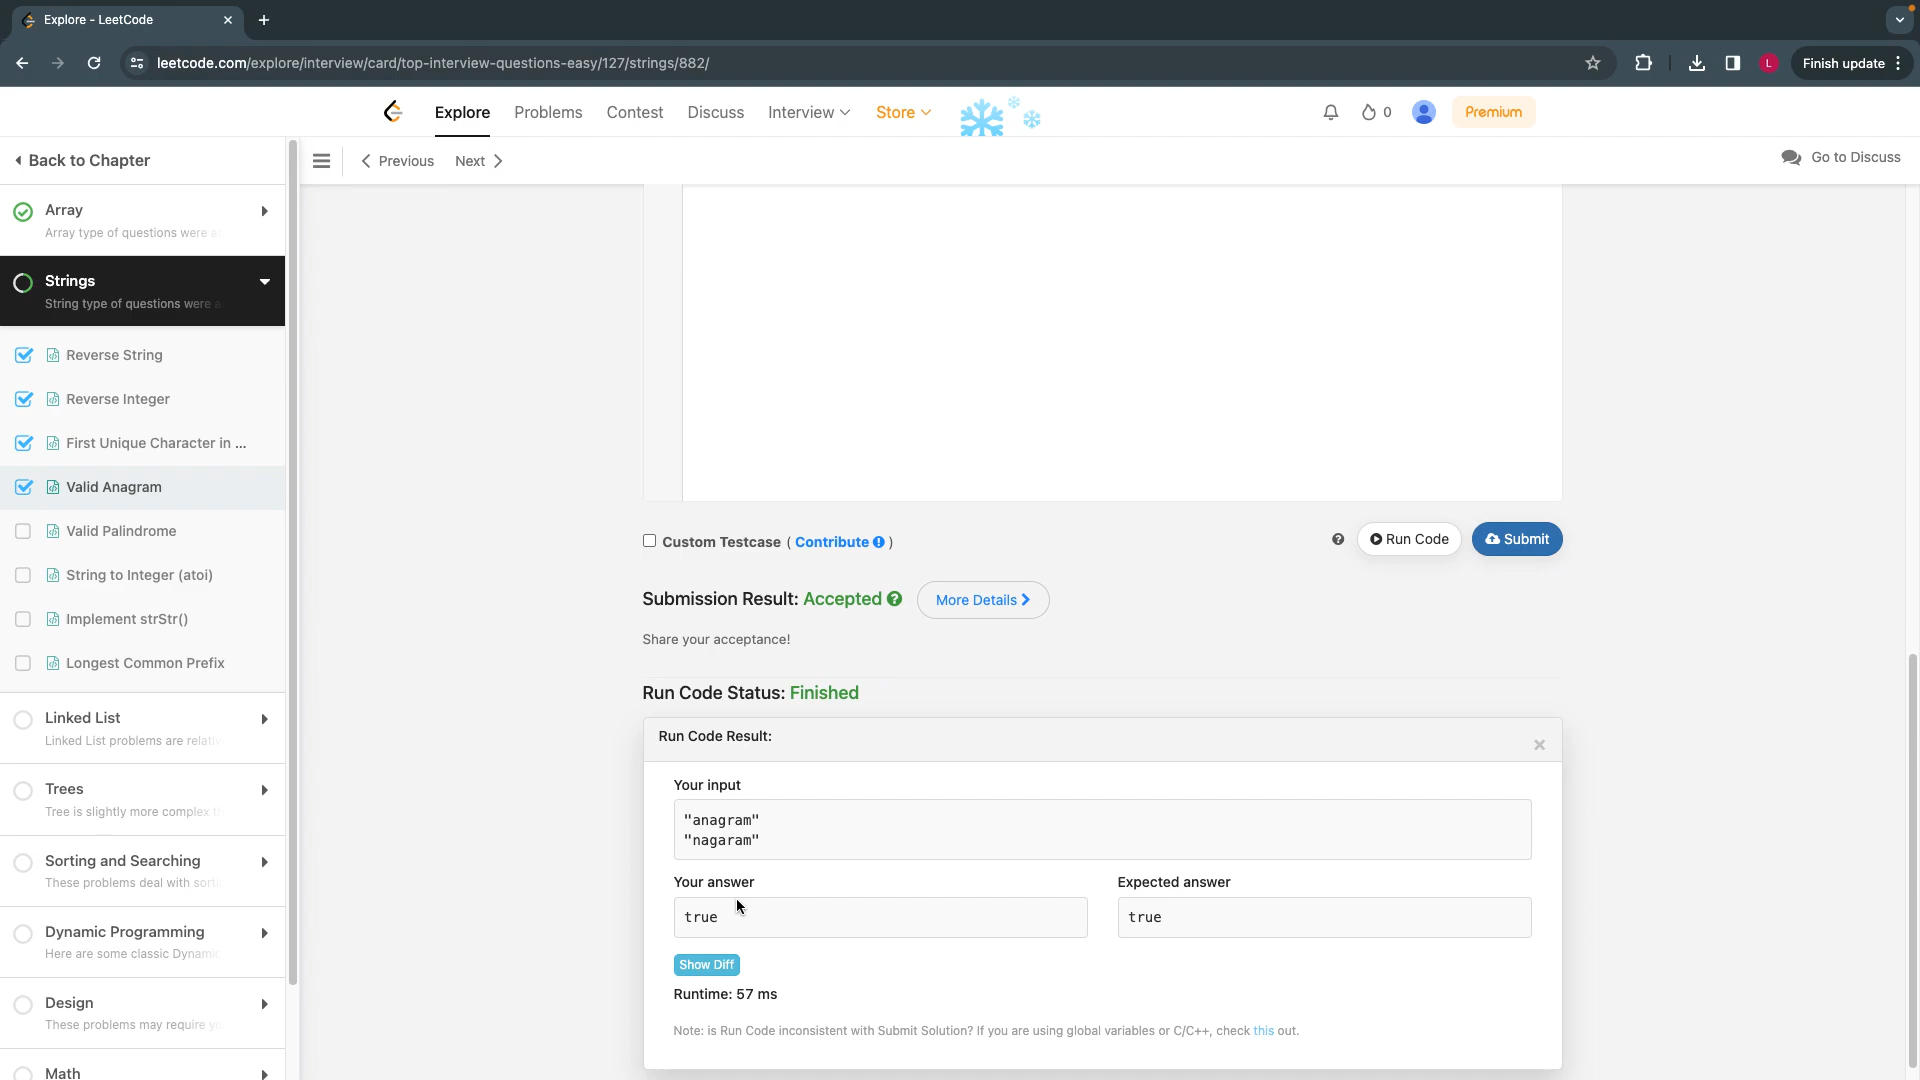 Explore - LeetCode
leetcode.com/explore/interview/card/top-interview-questions-easy/127/strings/882/
L
Finish update
Explore
Problems
Contest
Discuss
Interview
Store
0
Premium
Back to Chapter
Previous
Next
Go to Discuss
Array
Array type of questions were a
Strings
String type of questions were a
Reverse String
Reverse Integer
First Unique Character in ...
Valid Anagram
Valid Palindrome
String to Integer (atoi)
Implement strStr()
Longest Common Prefix
Linked List
Linked List problems are relativ
Trees
Tree is slightly more complex t
Sorting and Searching
These problems deal with sorti
Dynamic Programming
Here are some classic Dynamic
Design
These problems may require yo
Math
Custom Testcase ( Contribute )
Run Code
Submit
Submission Result: Accepted
More Details
Share your acceptance!
Run Code Status: Finished
Run Code Result:
Your input
"anagram"
"nagaram"
Your answer
true
Expected answer
true
Show Diff
Runtime: 57 ms
Note: is Run Code inconsistent with Submit Solution? If you are using global variables or C/C++, check this out.